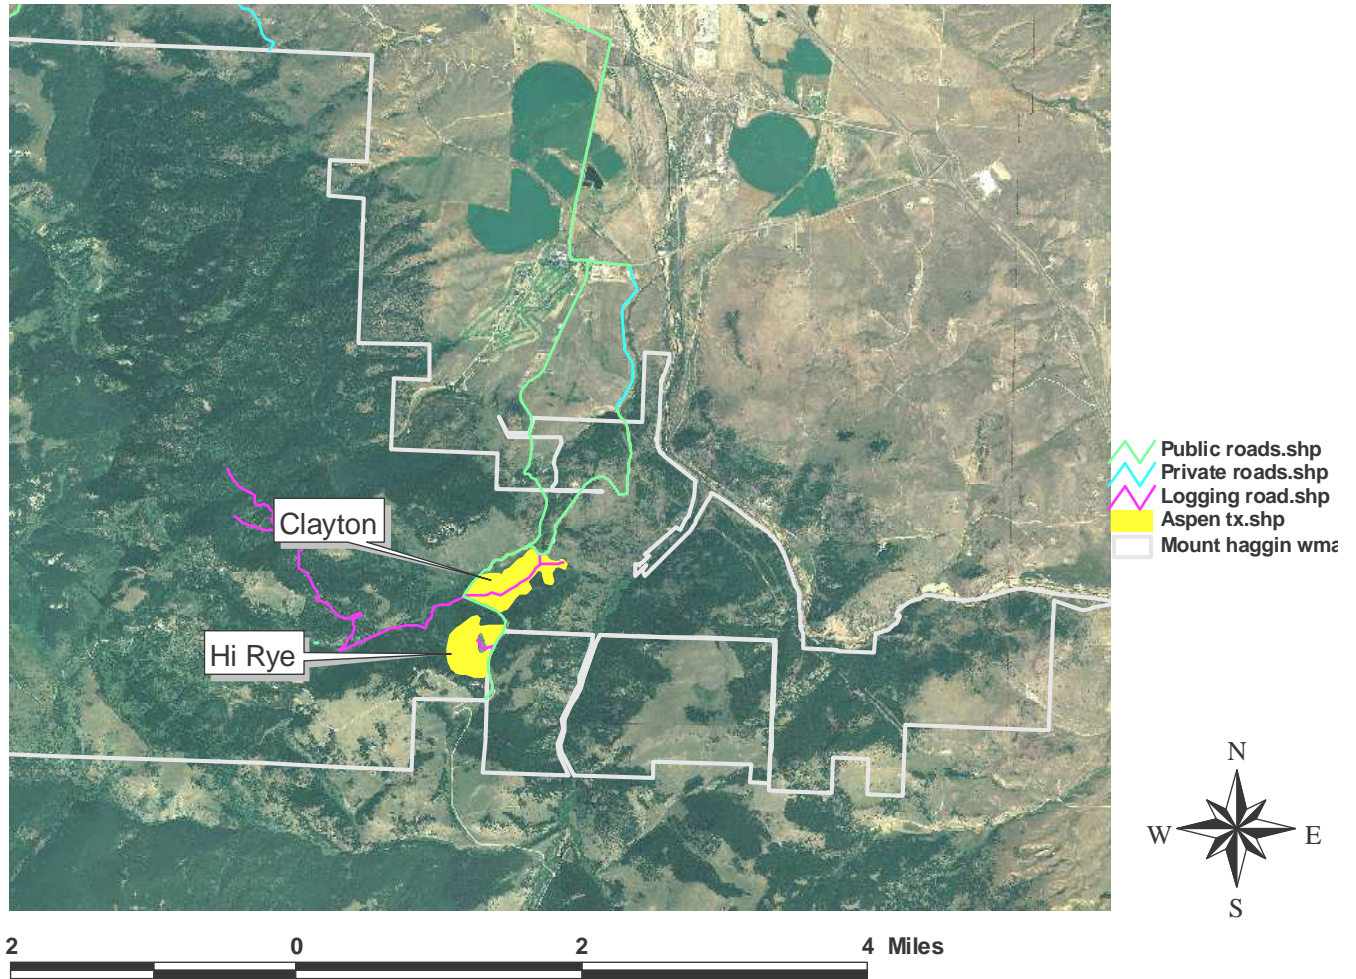 Clayton
Hi Rye
Public roads.shp
Private roads.shp
Logging road.shp
Aspen tx.shp
Mount haggin wma
N
W E
S
2 0 2 4 Miles